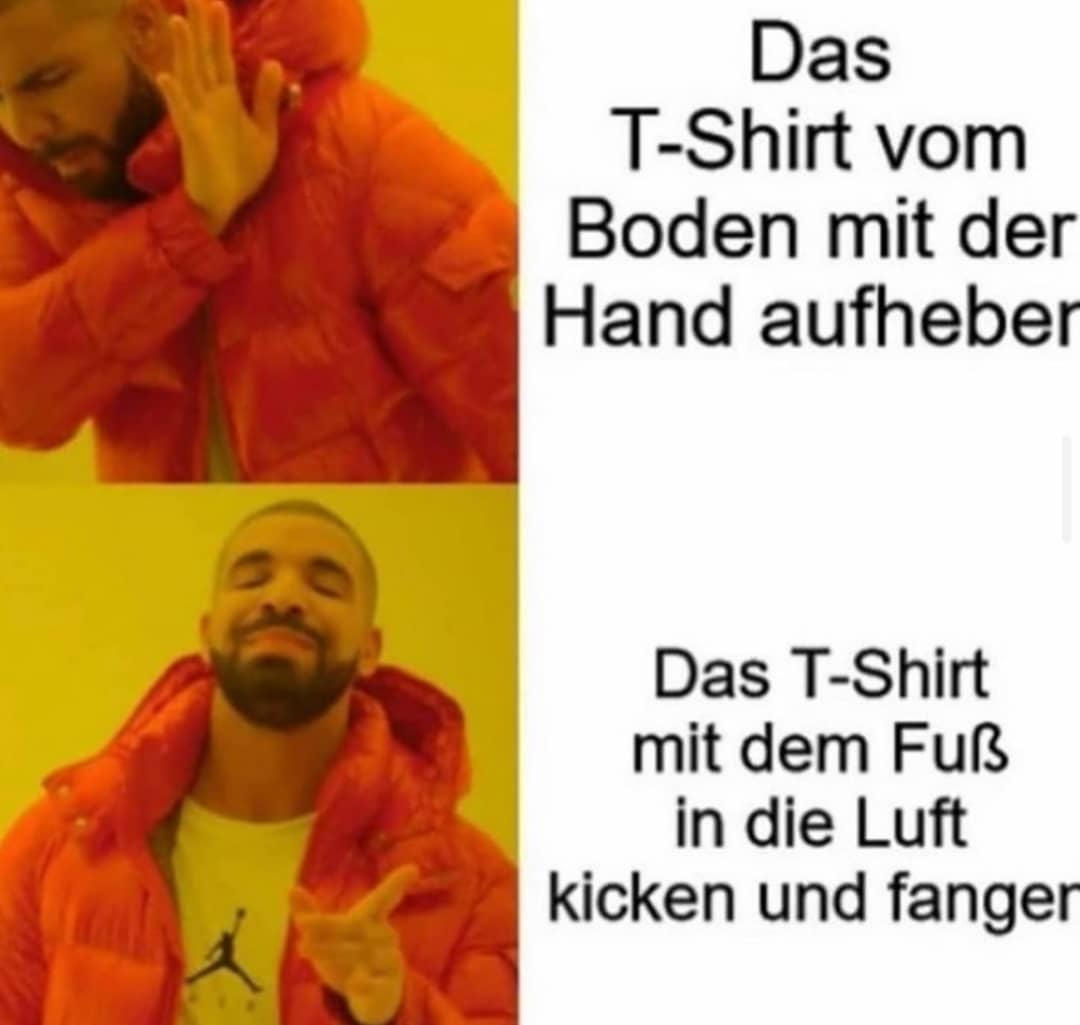 Das
T-Shirt vom
Boden mit der
Hand aufheben
Das T-Shirt
mit dem Fuß
in die Luft
kicken und fangen